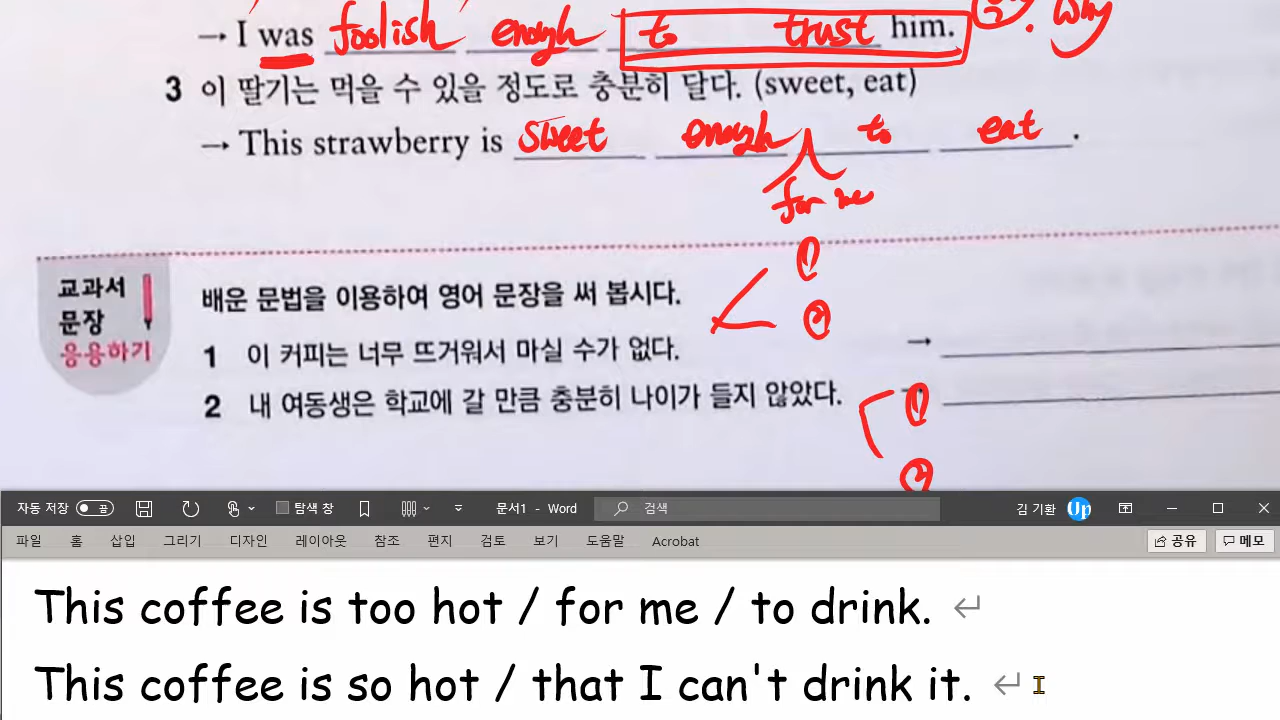 → I was foolish enough to trust him. Why
3 이 딸기는 먹을 수 있을 정도로 충분히 달다. (sweet, eat)
→ This strawberry is sweet enough to eat.
for me
①
교과서
문장
응용하기
배운 문법을 이용하여 영어 문장을 써 봅시다.
②
1 이 커피는 너무 뜨거워서 마실 수가 없다. →
2 내 여동생은 학교에 갈 만큼 충분히 나이가 들지 않았다. → ①
②
자동 저장 끔 탐색 창 문서1 - Word 검색 김 기환 Up
파일 홈 삽입 그리기 디자인 레이아웃 참조 편지 검토 보기 도움말 Acrobat 공유 메모
This coffee is too hot / for me / to drink. ↵
This coffee is so hot / that I can't drink it. ↵